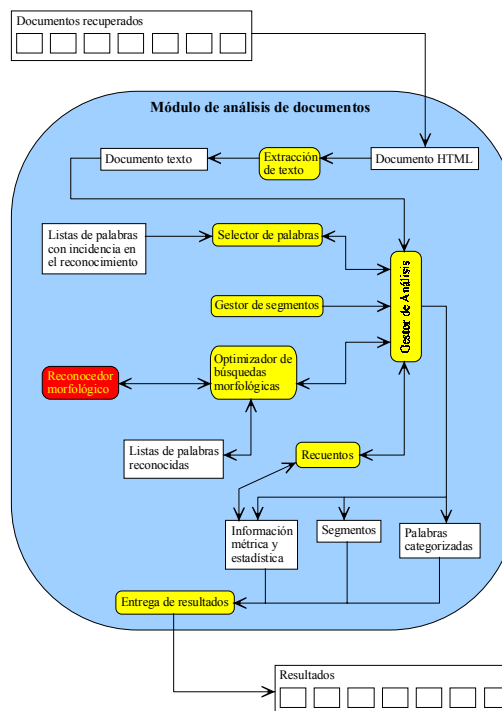 Documentos recuperados
Módulo de análisis de documentos
Documento texto
Extracción
de texto
Documento HTML
Listas de palabras
con incidencia en
el reconocimiento
Selector de palabras
Gestor de Análisis
Gestor de segmentos
Reconocedor
morfológico
Optimizador de
búsquedas
morfológicas
Listas de palabras
reconocidas
Recuentos
Información
métrica y
estadística
Segmentos
Palabras
categorizadas
Entrega de resultados
Resultados